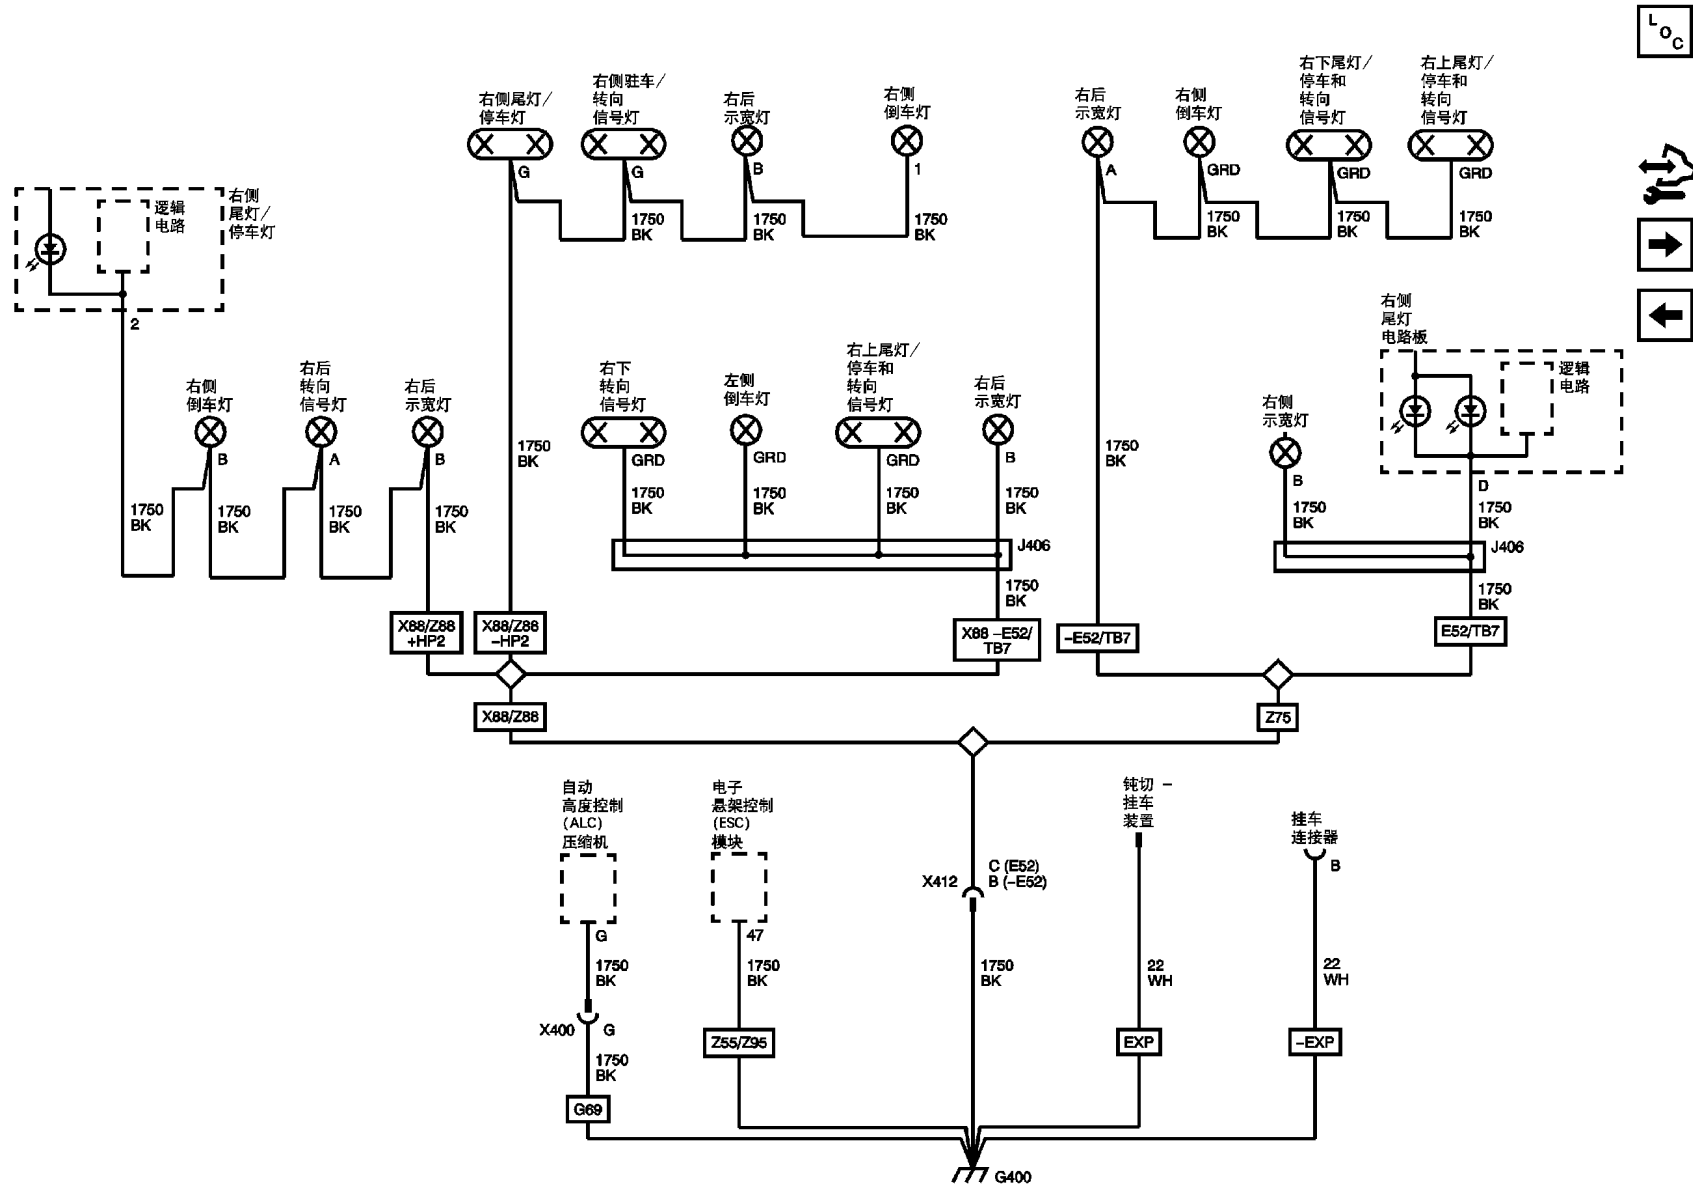 L
O
C
右侧尾灯/
停车灯
右侧驻车/
转向
信号灯
右后
示宽灯
右侧
倒车灯
右后
示宽灯
右侧
倒车灯
右下尾灯/
停车和
转向
信号灯
右上尾灯/
停车和
转向
信号灯
G
G
B
1
A
GRD
GRD
GRD
1750
BK
1750
BK
1750
BK
1750
BK
1750
BK
1750
BK
逻辑
电路
右侧
尾灯/
停车灯
2
右侧
倒车灯
右后
转向
信号灯
右后
示宽灯
B
A
B
1750
BK
1750
BK
1750
BK
1750
BK
1750
BK
右下
转向
信号灯
左侧
倒车灯
右上尾灯/
停车和
转向
信号灯
右后
示宽灯
GRD
GRD
GRD
B
1750
BK
1750
BK
1750
BK
1750
BK
J406
1750
BK
1750
BK
右侧
尾灯
电路板
逻辑
电路
右侧
示宽灯
B
D
1750
BK
1750
BK
J406
1750
BK
X88/Z88
+HP2
X88/Z88
-HP2
X88 -E52/
TB7
-E52/TB7
E52/TB7
X88/Z88
Z75
自动
高度控制
(ALC)
压缩机
电子
悬架控制
(ESC)
模块
钝切 -
挂车
装置
挂车
连接器
B
X412
C (E52)
B (-E52)
G
47
1750
BK
1750
BK
1750
BK
22
WH
22
WH
X400
G
1750
BK
Z55/Z95
EXP
-EXP
G69
G400